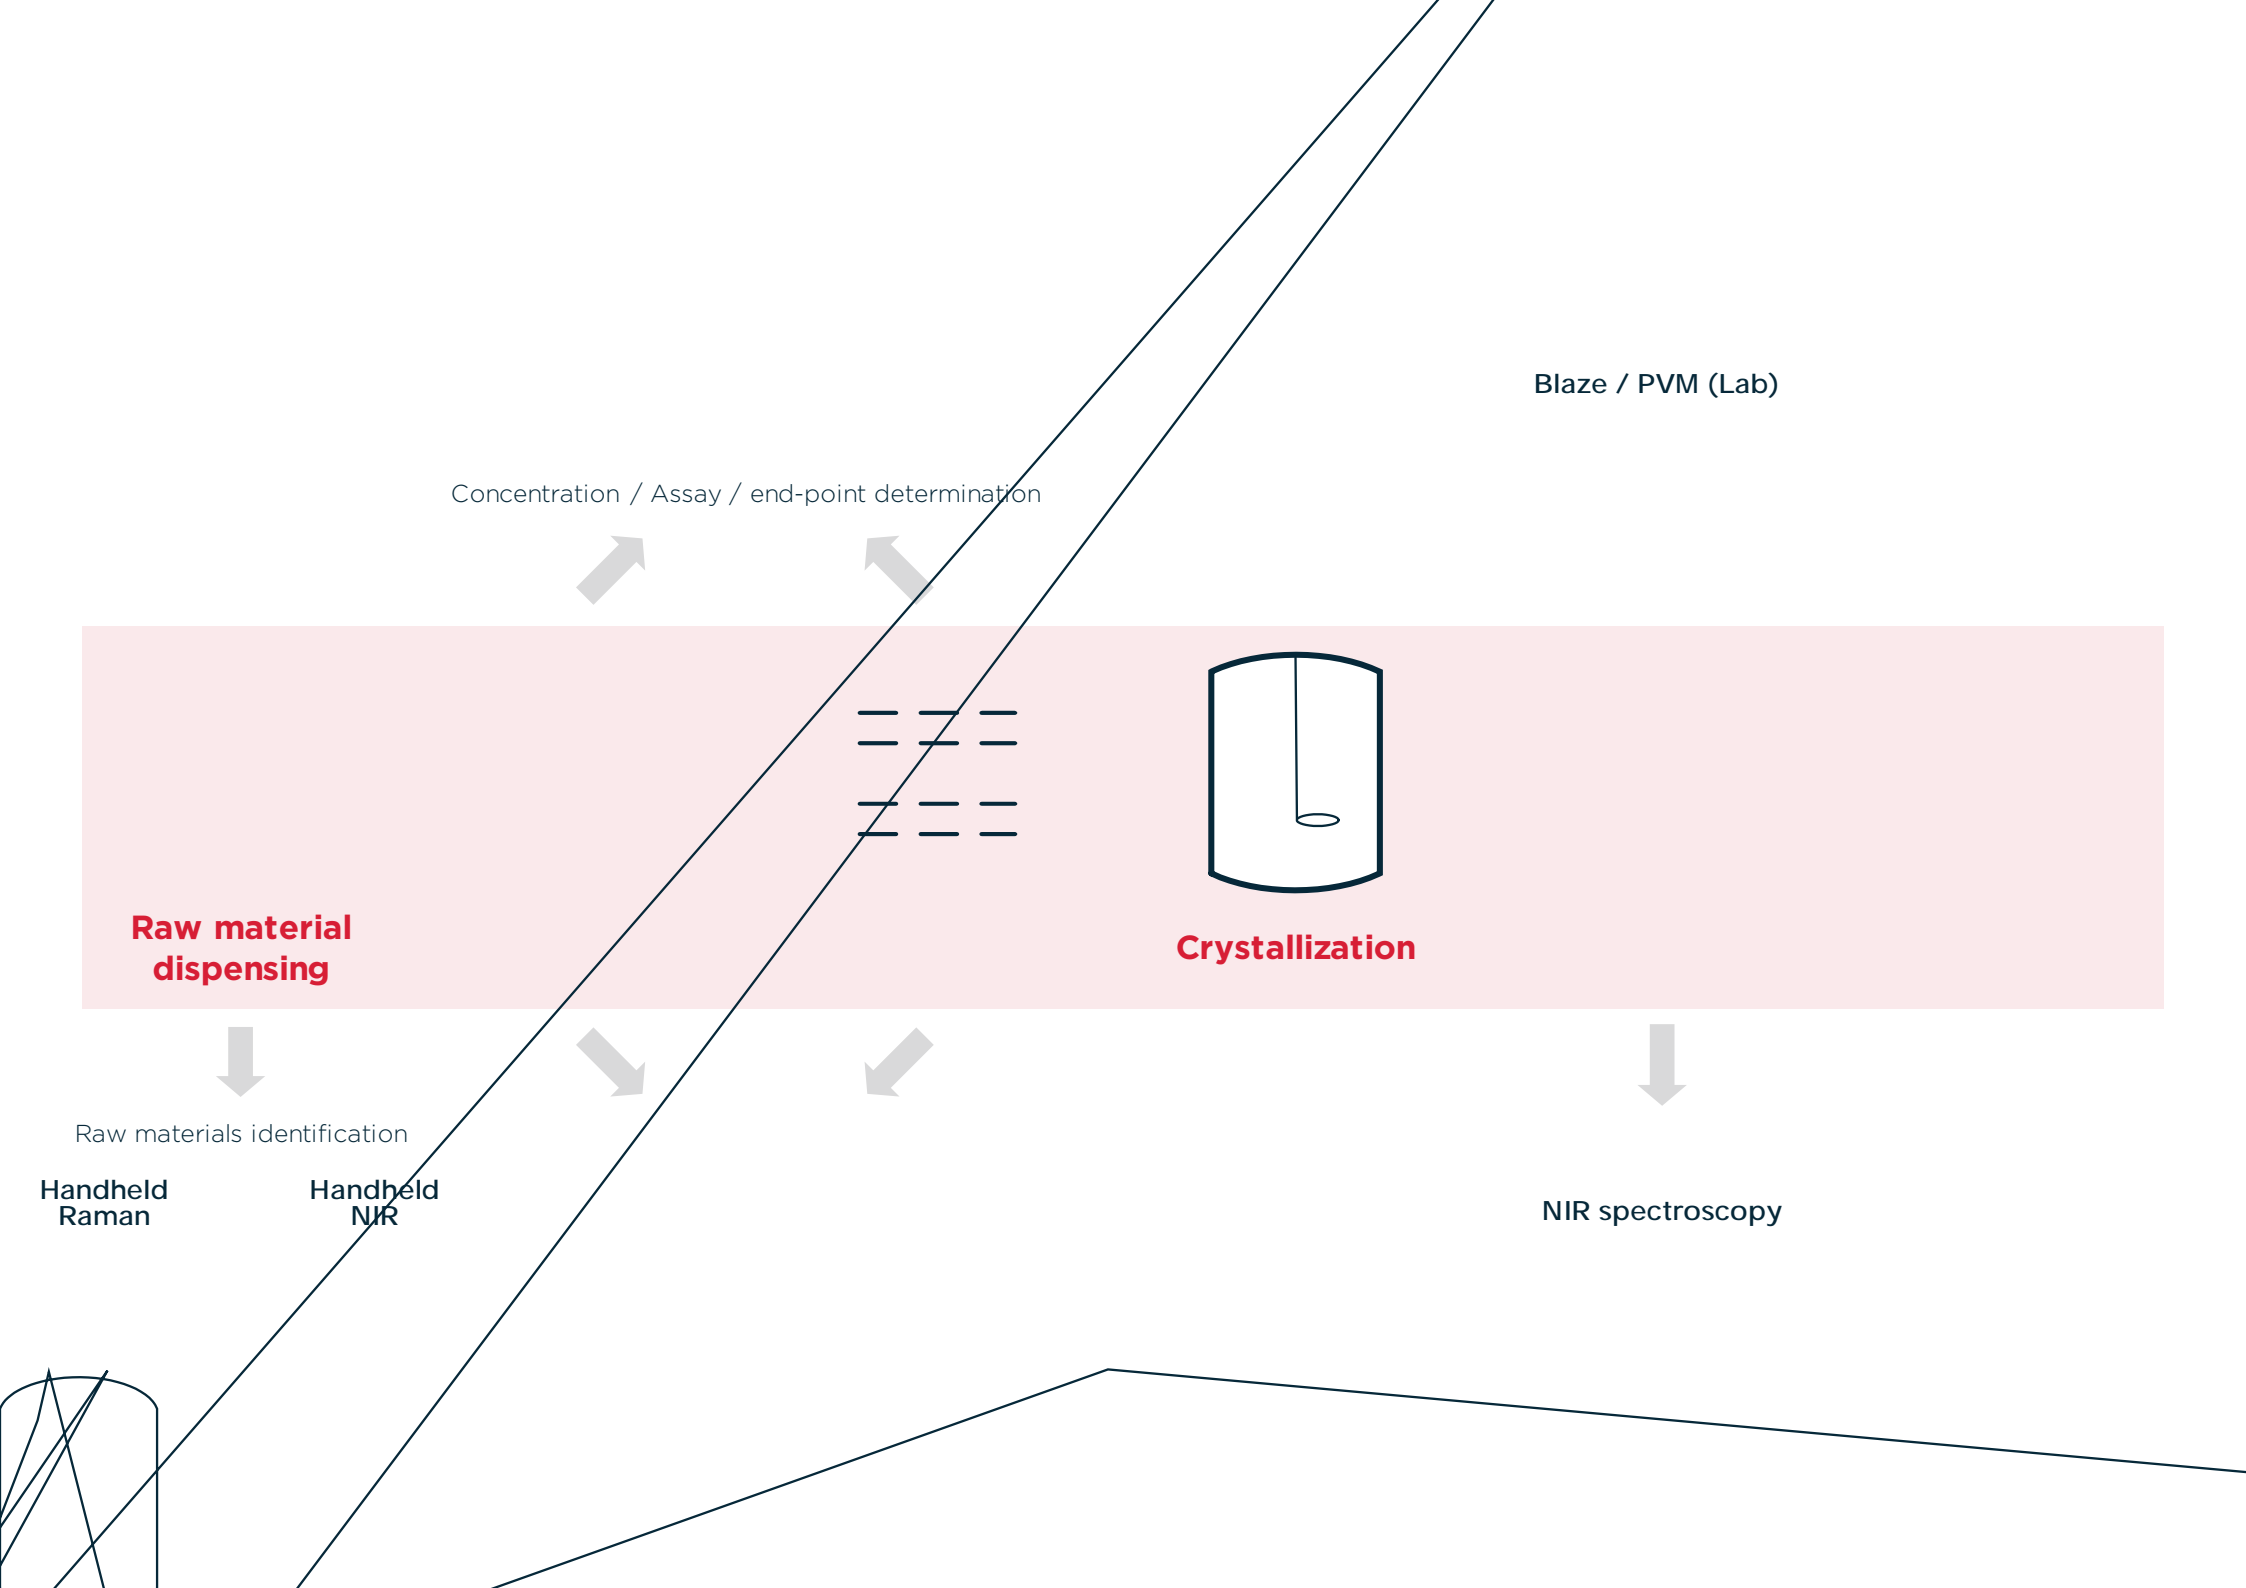 Blaze / PVM (Lab)
Concentration / Assay / end-point determination
Raw material
dispensing
Crystallization
Raw materials identification
Handheld
Raman
Handheld
NIR
NIR spectroscopy